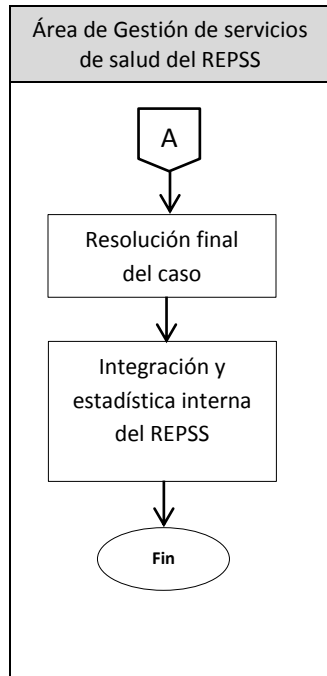 Área de Gestión de servicios
de salud del REPSS
A
Resolución final
del caso
Integración y
estadística interna
del REPSS
Fin